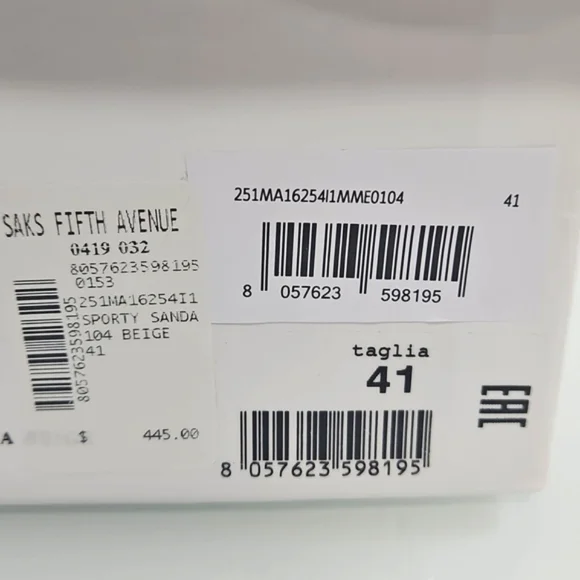 SAKS FIFTH AVENUE
0419 032
8057623598195
0153
251MA16254I1
SPORTY SANDA
104 BEIGE
41
8057623598195
A
$ 445.00
251MA16254I1MME0104 41
8 057623 598195
taglia
41
8 057623 598195
EAC